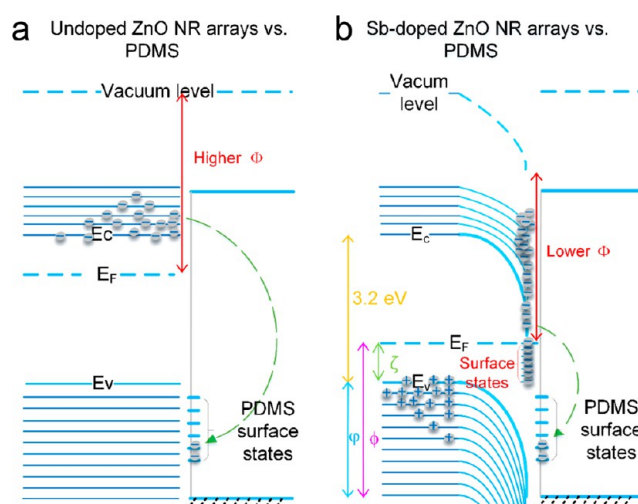 a
Undoped ZnO NR arrays vs.
PDMS
Vacuum level
Higher Φ
Ec
EF
Ev
PDMS
surface
states
b
Sb-doped ZnO NR arrays vs.
PDMS
Vacum
level
Ec
Lower Φ
3.2 eV
EF
ζ
Surface
states
Ev
φ
ϕ
PDMS
surface
states